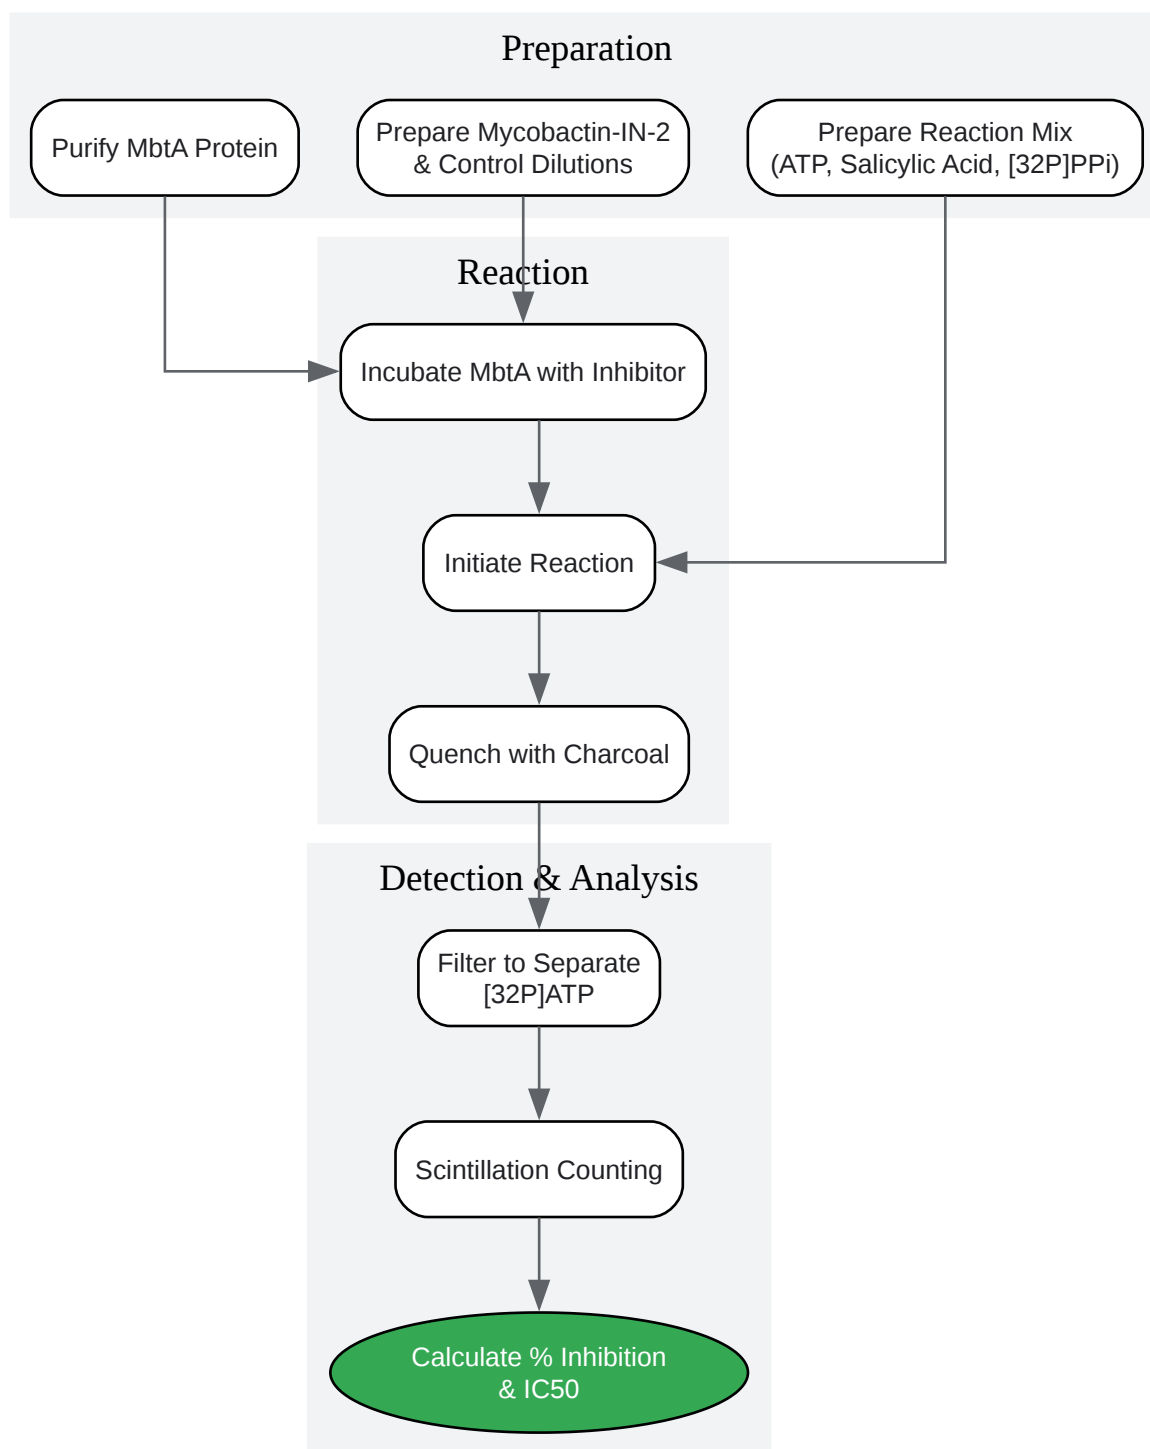 Preparation
Purify MbtA Protein
Prepare Mycobactin-IN-2
& Control Dilutions
Prepare Reaction Mix
(ATP, Salicylic Acid, [32P]PPi)
Reaction
Incubate MbtA with Inhibitor
Initiate Reaction
Quench with Charcoal
Detection & Analysis
Filter to Separate
[32P]ATP
Scintillation Counting
Calculate % Inhibition
& IC50